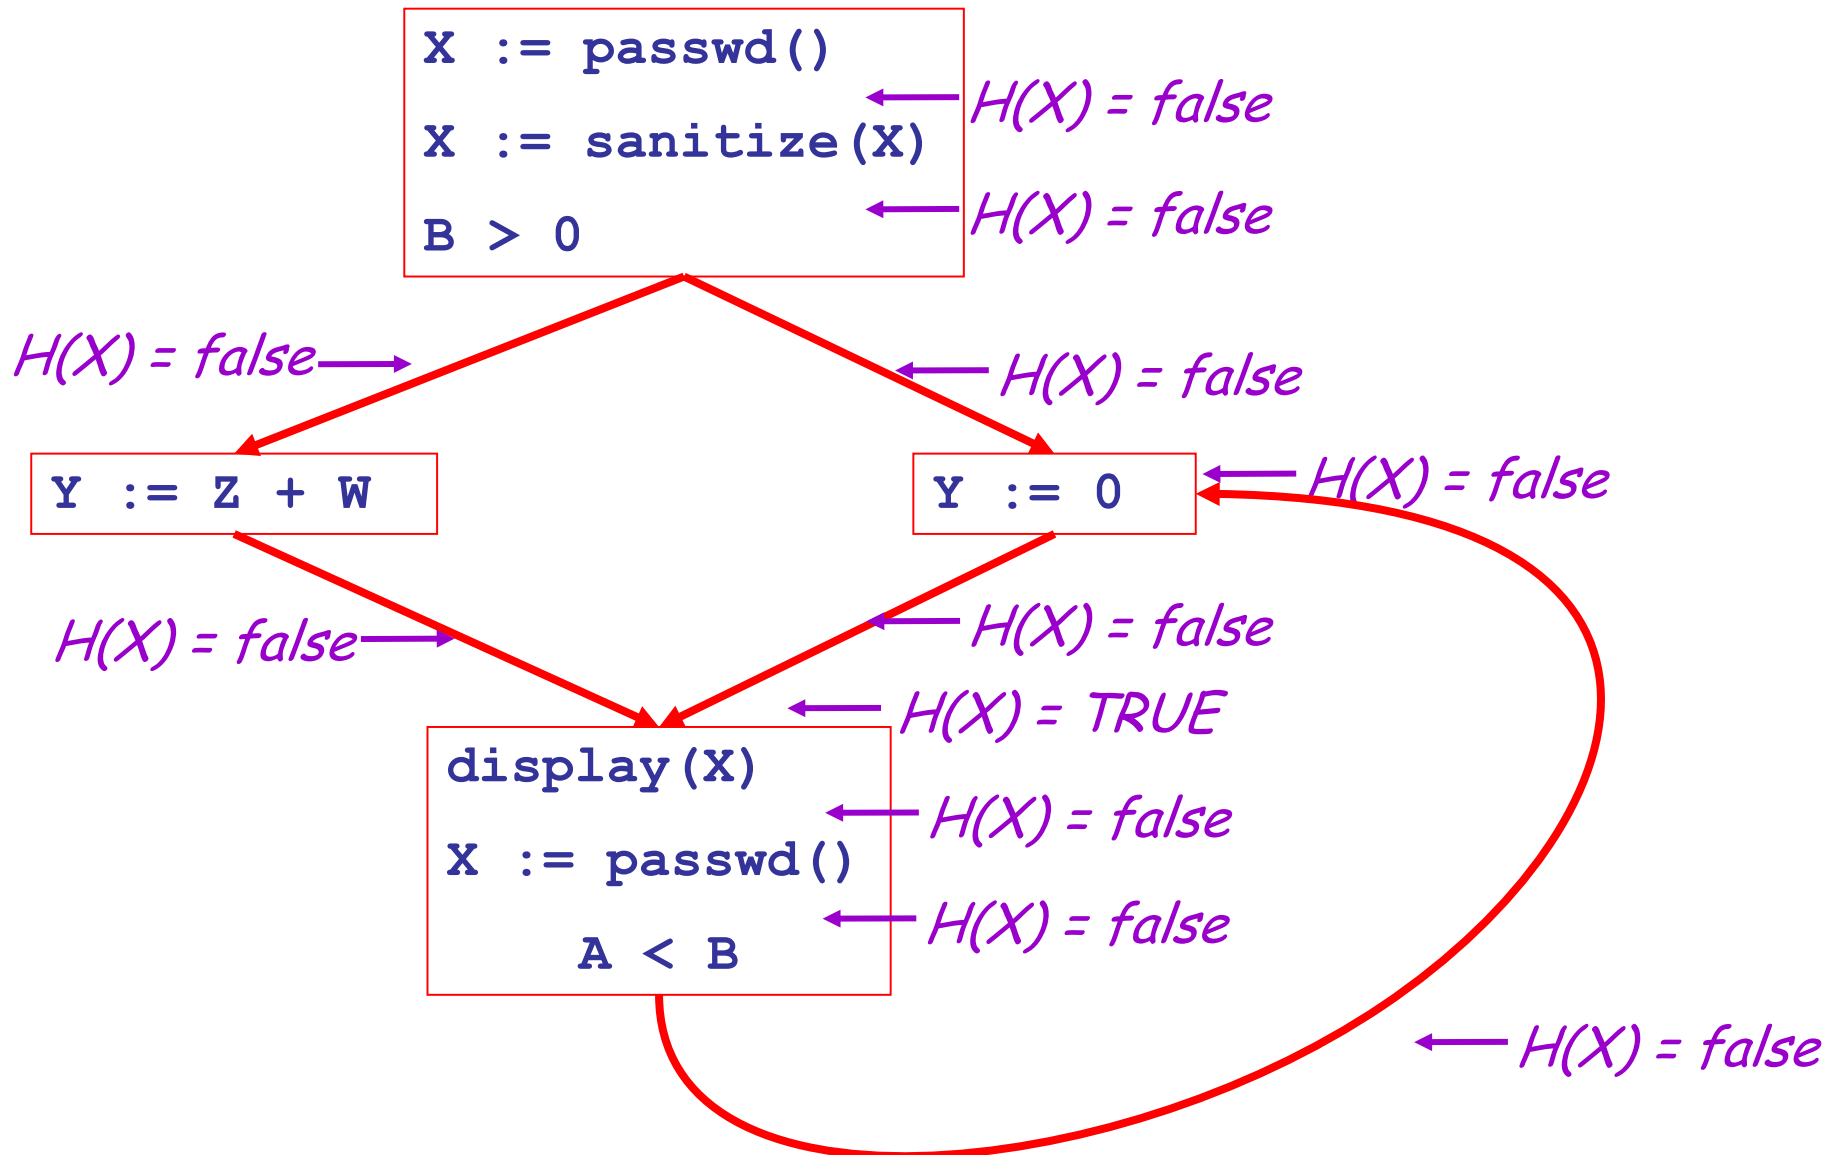 X := passwd()
H(X) = false
X := sanitize(X)
H(X) = false
B > 0
H(X) = false
H(X) = false
H(X) = false
Y := Z + W
Y := 0
H(X) = false
H(X) = false
H(X) = TRUE
display(X)
H(X) = false
X := passwd()
H(X) = false
A < B
H(X) = false